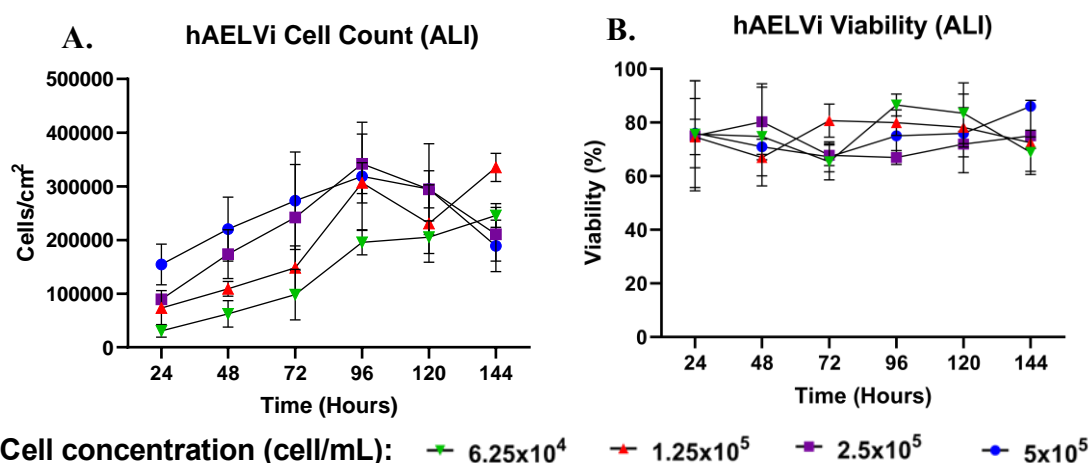 A.
hAELVi Cell Count (ALI)
500000
400000
300000
200000
100000
0
Cells/cm²
24 48 72 96 120 144
Time (Hours)
B.
hAELVi Viability (ALI)
100
80
60
40
20
0
Viability (%)
24 48 72 96 120 144
Time (Hours)
Cell concentration (cell/mL): 6.25x10⁴ 1.25x10⁵ 2.5x10⁵ 5x10⁵